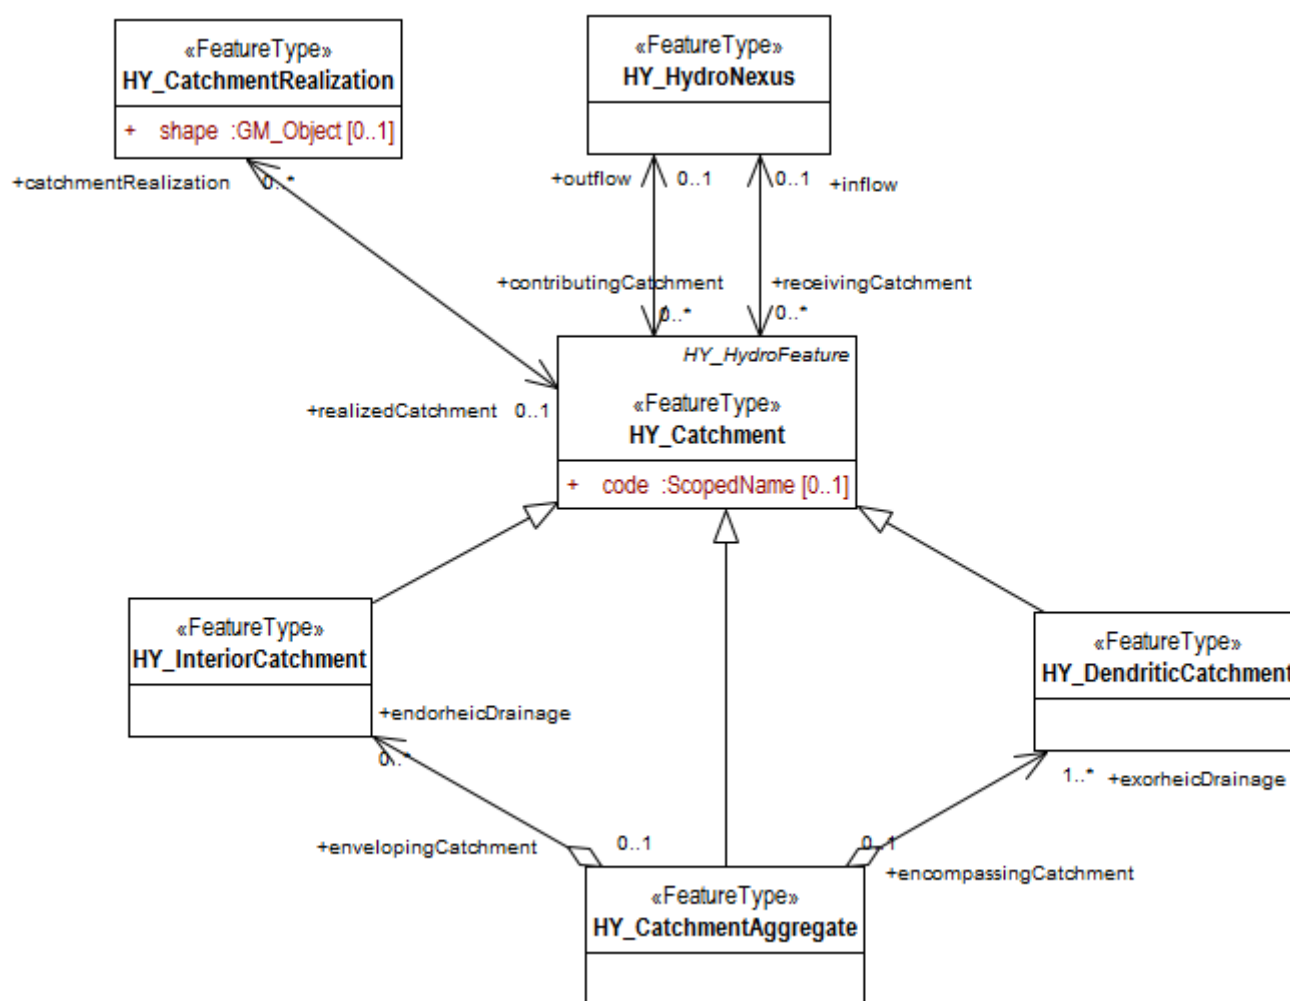 «FeatureType»
HY_CatchmentRealization
+ shape :GM_Object [0..1]
«FeatureType»
HY_HydroNexus
+catchmentRealization
0..*
+outflow
0..1
0..1
+inflow
+contributingCatchment
0..*
+receivingCatchment
0..*
+realizedCatchment
0..1
HY_HydroFeature
«FeatureType»
HY_Catchment
+ code :ScopedName [0..1]
«FeatureType»
HY_InteriorCatchment
«FeatureType»
HY_DendriticCatchment
+endorheicDrainage
0..*
1..*
+exorheicDrainage
+envelopingCatchment
0..1
0..1
+encompassingCatchment
«FeatureType»
HY_CatchmentAggregate